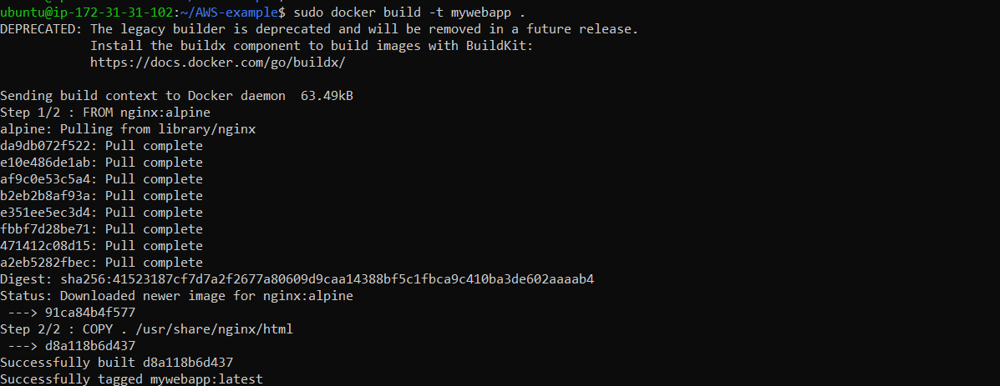 ubuntu@ip-172-31-31-102:~/AWS-example$ sudo docker build -t mywebapp .
DEPRECATED: The legacy builder is deprecated and will be removed in a future release.
            Install the buildx component to build images with BuildKit:
            https://docs.docker.com/go/buildx/

Sending build context to Docker daemon  63.49kB
Step 1/2 : FROM nginx:alpine
alpine: Pulling from library/nginx
da9db072f522: Pull complete
e10e486de1ab: Pull complete
af9c0e53c5a4: Pull complete
b2eb2b8af93a: Pull complete
e351ee5ec3d4: Pull complete
fbbf7d28be71: Pull complete
471412c08d15: Pull complete
a2eb5282fbec: Pull complete
Digest: sha256:41523187cf7d7a2f2677a80609d9caa14388bf5c1fbca9c410ba3de602aaaab4
Status: Downloaded newer image for nginx:alpine
 ---> 91ca84b4f577
Step 2/2 : COPY . /usr/share/nginx/html
 ---> d8a118b6d437
Successfully built d8a118b6d437
Successfully tagged mywebapp:latest